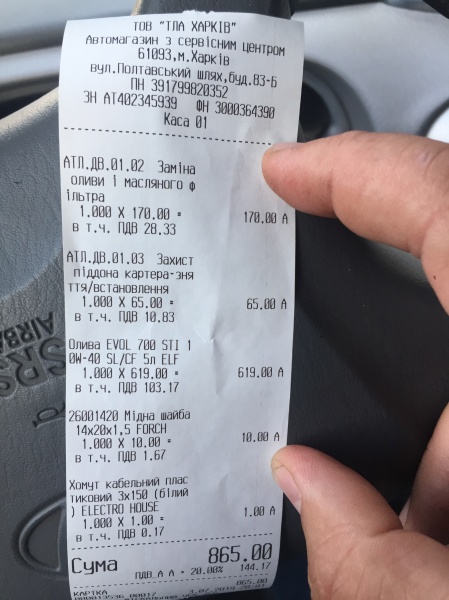 ТОВ "ТЛА ХАРКІВ"
Автомагазин з сервісним центром
61093,м.Харків
вул.Полтавський шлях,буд.83-Б
ПН 391799820352
ЗН АТ402345939 ФН 3000364390
Каса 01
АТЛ.ДВ.01.02 Заміна
оливи і масляного ф
ільтра
1.000 X 170.00 = 170.00 А
в т.ч. ПДВ 28.33
АТЛ.ДВ.01.03 Захист
піддона картера-зня
ття/встановлення
1.000 X 65.00 = 65.00 А
в т.ч. ПДВ 10.83
Олива EVOL 700 STI 1
0W-40 SL/CF 5л ELF
1.000 X 619.00 = 619.00 А
в т.ч. ПДВ 103.17
26001420 Мідна шайба
14х20х1,5 FORCH
1.000 X 10.00 = 10.00 А
в т.ч. ПДВ 1.67
Хомут кабельний плас
тиковий 3х150 (білий
) ELECTRO HOUSE
1.000 X 1.00 = 1.00 А
в т.ч. ПДВ 0.17
Сума 865.00
ПДВ А А = 20.00% 144.17
КАРТКА 865.00
SRS
AIRBA